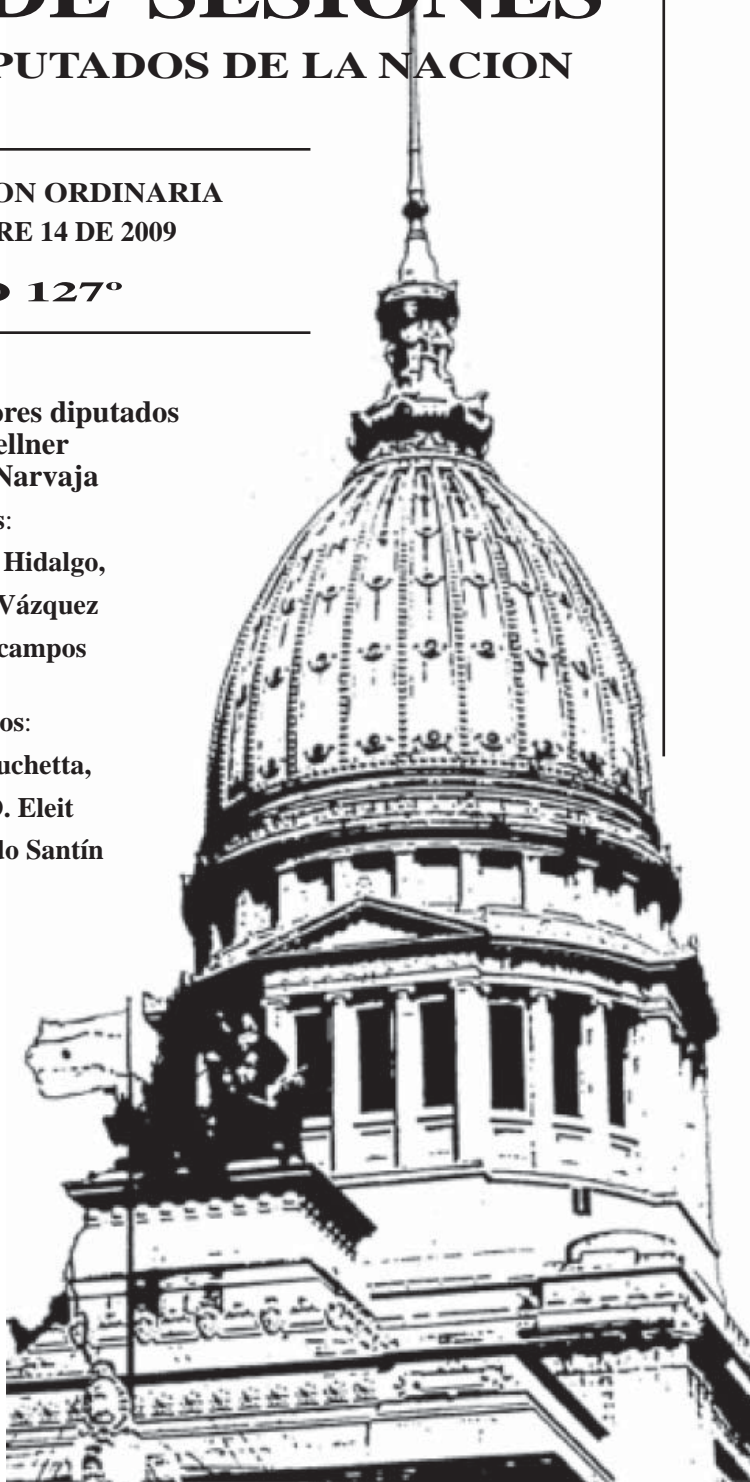 DE SESIONES
PUTADOS DE LA NACION
ON ORDINARIA
RE 14 DE 2009
O 127º
ores diputados
ellner
Narvaja
s:
Hidalgo,
Vázquez
campos
os:
uchetta,
D. Eleit
do Santín